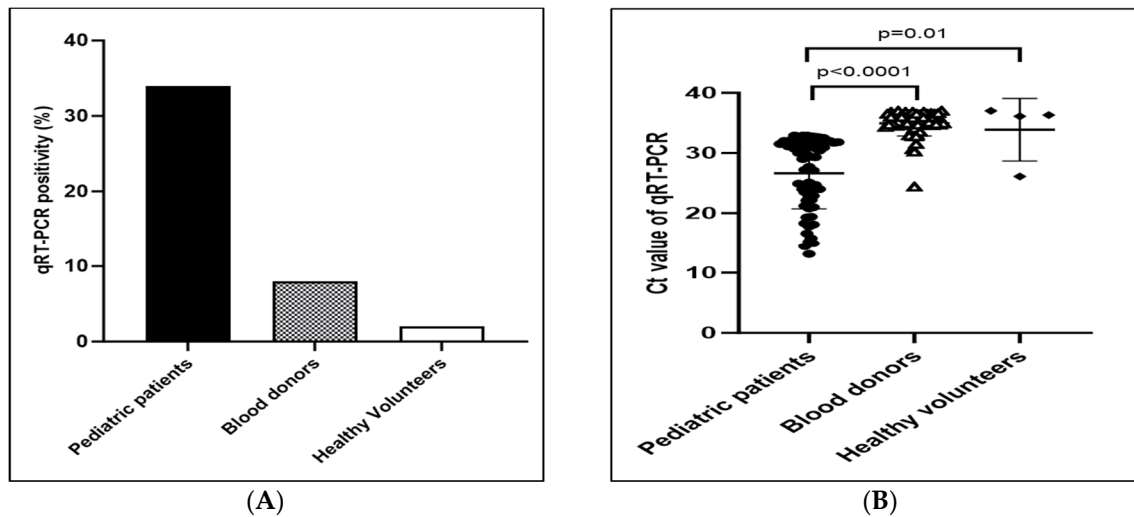 qRT-PCR positivity (%)
40
30
20
10
0
Pediatric patients
Blood donors
Healthy Volunteers
(A)
p=0.01
p<0.0001
Ct value of qRT-PCR
40
30
20
10
0
Pediatric patients
Blood donors
Healthy volunteers
(B)